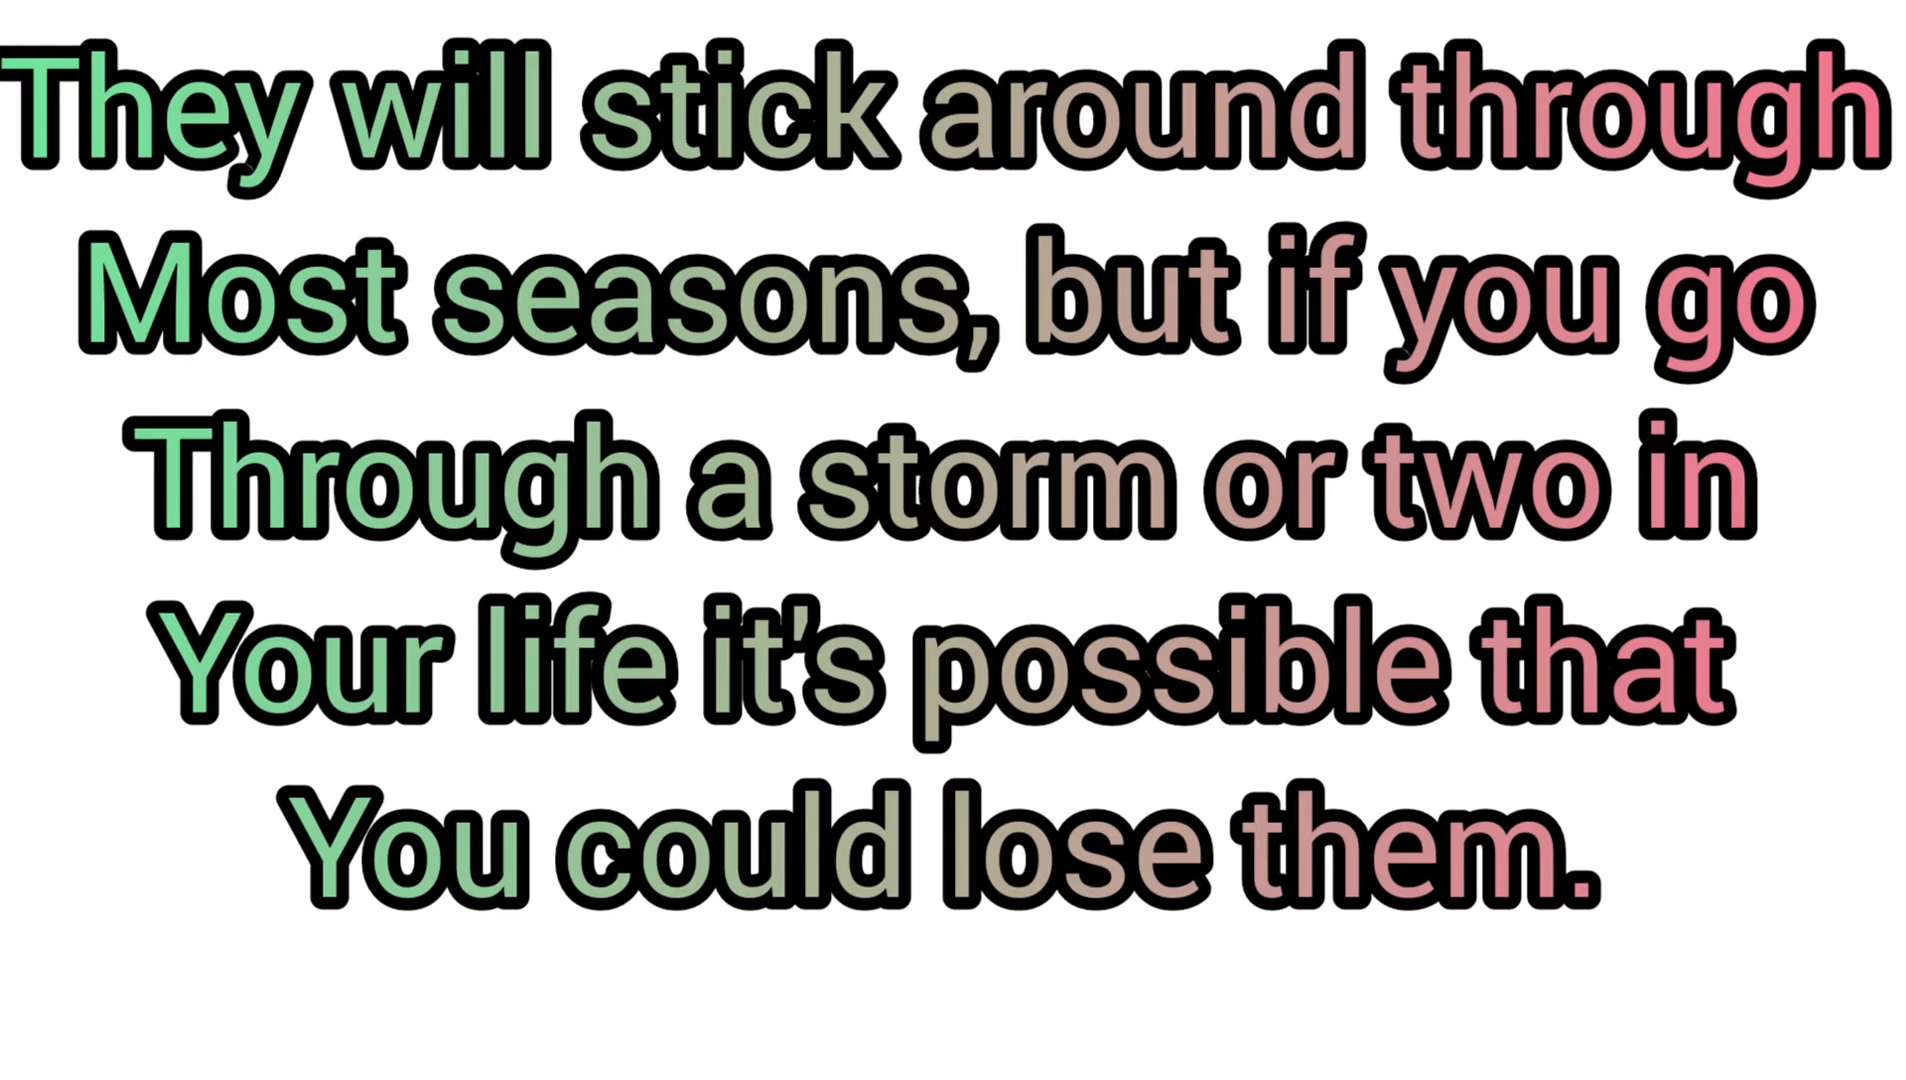 They will stick around through
Most seasons, but if you go
Through a storm or two in
Your life it's possible that
You could lose them.